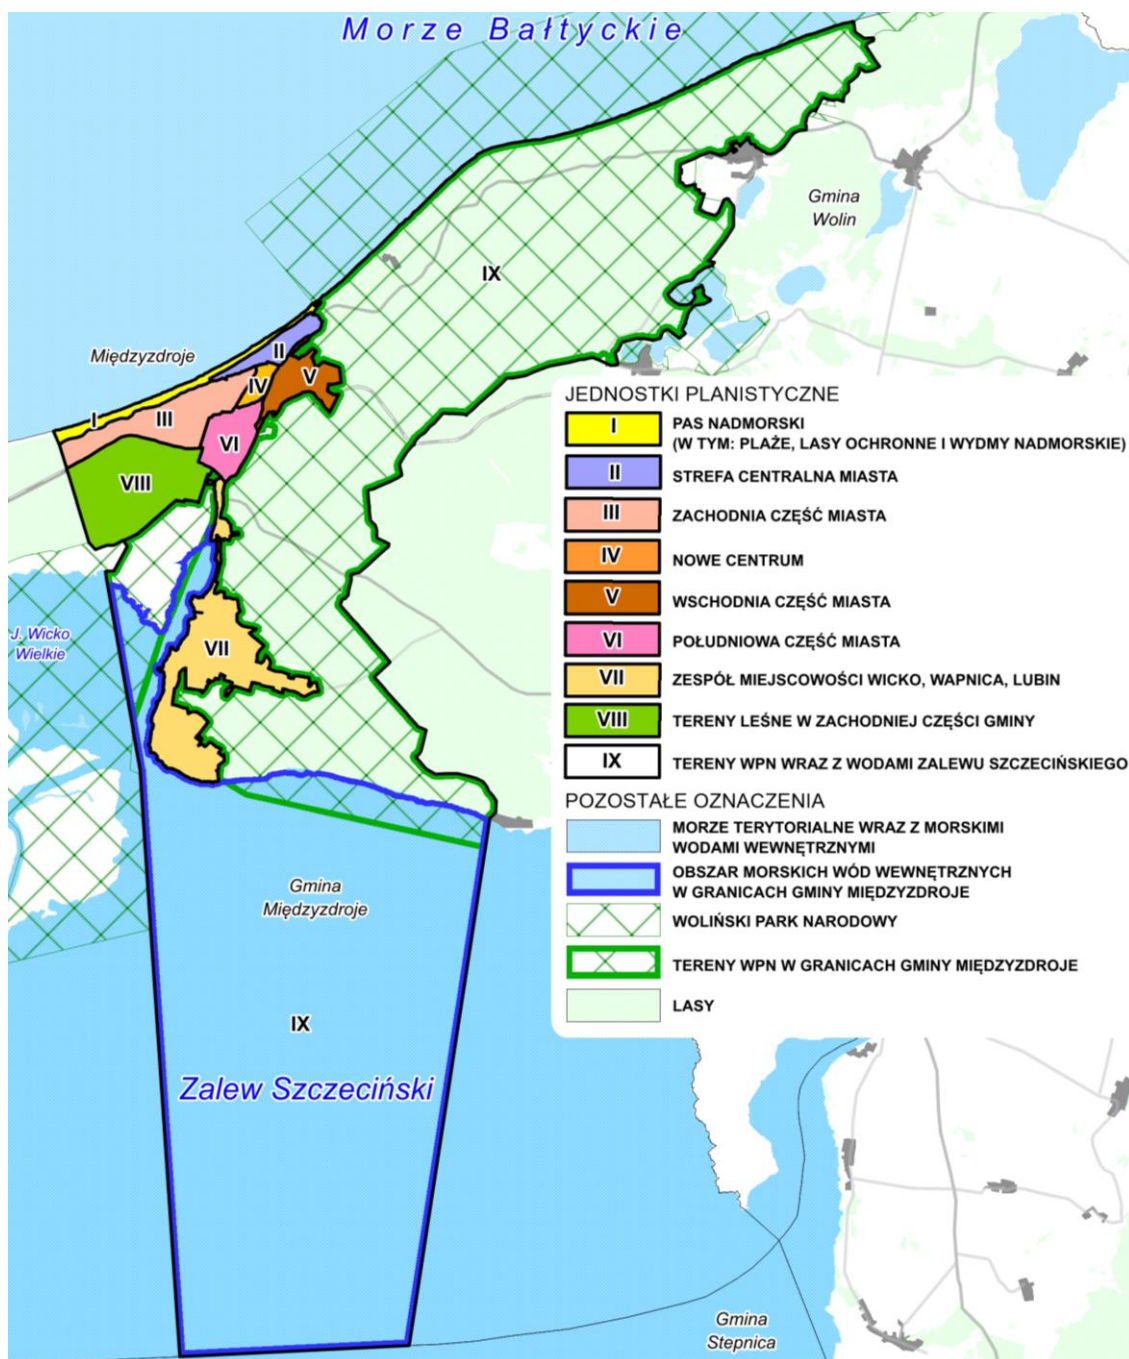 Morze Bałtyckie
Gmina
Wolin
IX
Międzyzdroje
II
IV
V
I
III
VI
VIII
J. Wicko
Wielkie
VII
Gmina
Międzyzdroje
IX
Zalew Szczeciński
Gmina
Stepnica
JEDNOSTKI PLANISTYCZNE
I
PAS NADMORSKI
(W TYM: PLAŻE, LASY OCHRONNE I WYDMY NADMORSKIE)
II
STREFA CENTRALNA MIASTA
III
ZACHODNIA CZĘŚĆ MIASTA
IV
NOWE CENTRUM
V
WSCHODNIA CZĘŚĆ MIASTA
VI
POŁUDNIOWA CZĘŚĆ MIASTA
VII
ZESPÓŁ MIEJSCOWOŚCI WICKO, WAPNICA, LUBIN
VIII
TERENY LEŚNE W ZACHODNIEJ CZĘŚCI GMINY
IX
TERENY WPN WRAZ Z WODAMI ZALEWU SZCZECIŃSKIEGO
POZOSTAŁE OZNACZENIA
MORZE TERYTORIALNE WRAZ Z MORSKIMI
WODAMI WEWNĘTRZNYMI
OBSZAR MORSKICH WÓD WEWNĘTRZNYCH
W GRANICACH GMINY MIĘDZYZDROJE
WOLIŃSKI PARK NARODOWY
TERENY WPN W GRANICACH GMINY MIĘDZYZDROJE
LASY